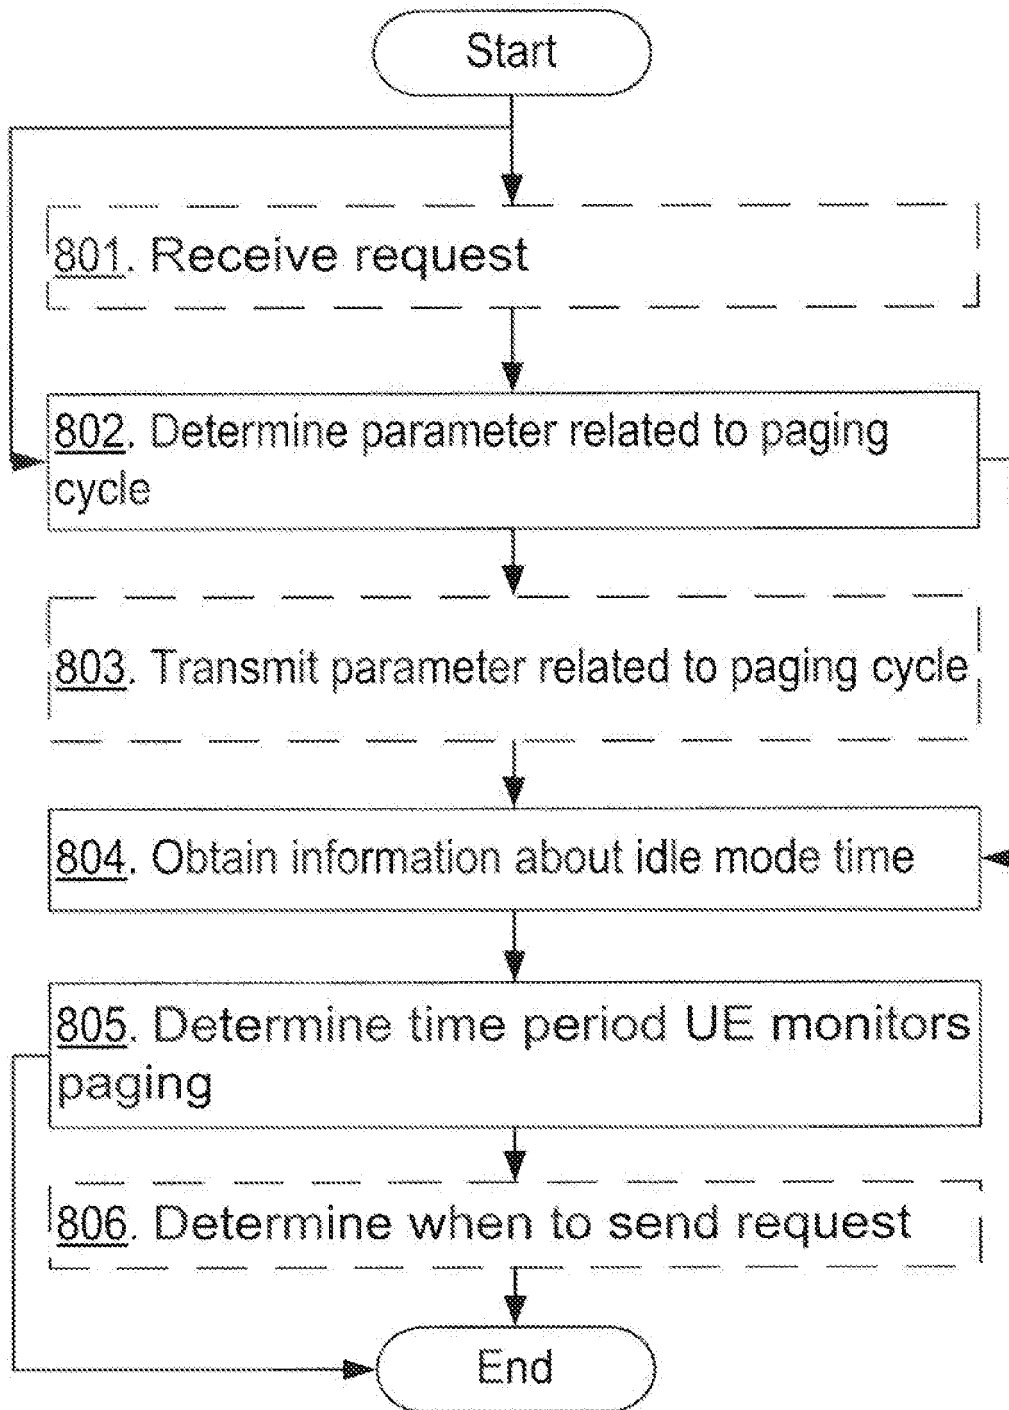 Start
801. Receive request
802. Determine parameter related to paging
cycle
803. Transmit parameter related to paging cycle
804. Obtain information about idle mode time
805. Determine time period UE monitors
paging
806. Determine when to send request
End